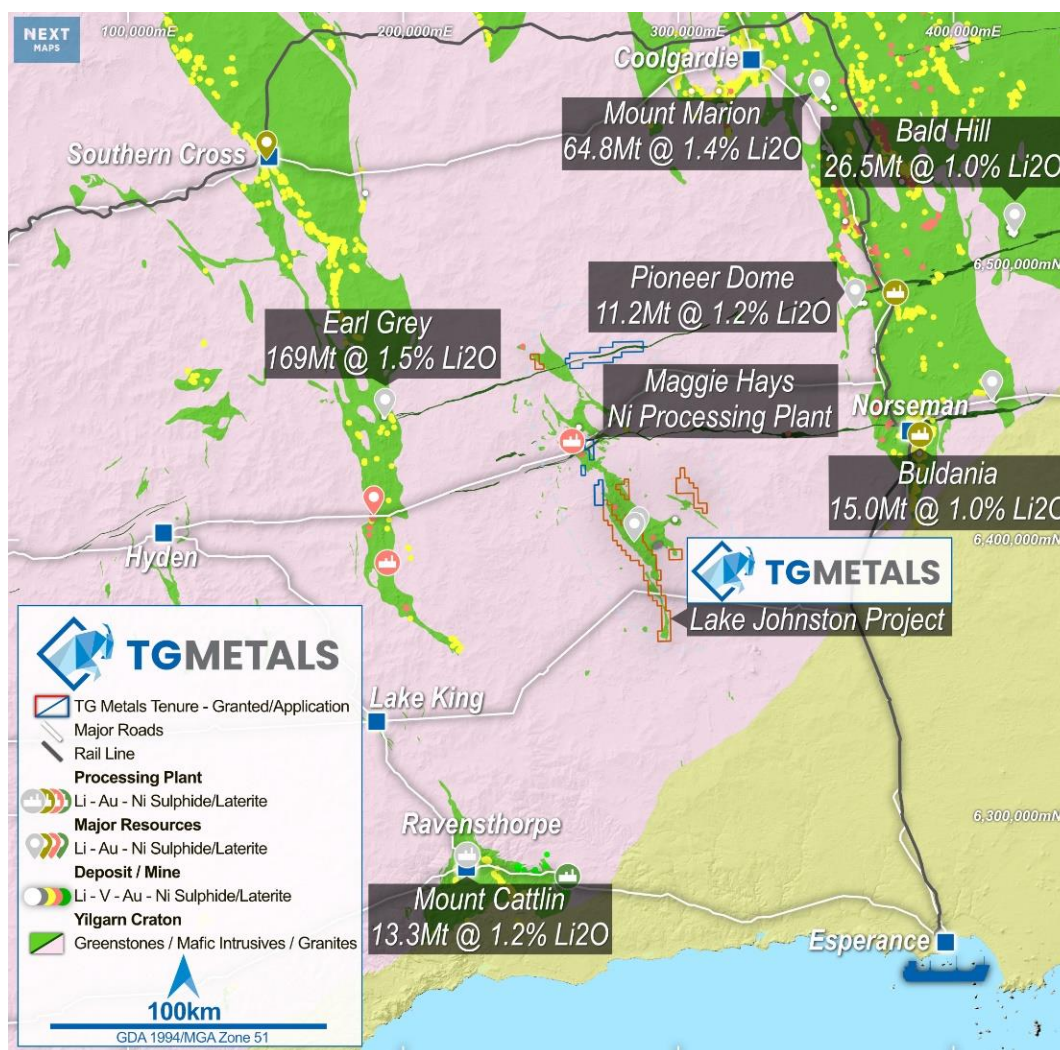 NEXT
MAPS
100,000mE
200,000mE
300,000mE
400,000mE
Coolgardie
Mount Marion
64.8Mt @ 1.4% Li2O
Bald Hill
26.5Mt @ 1.0% Li2O
Southern Cross
6,500,000mN
Pioneer Dome
11.2Mt @ 1.2% Li2O
Earl Grey
169Mt @ 1.5% Li2O
Maggie Hays
Ni Processing Plant
Norseman
Buldania
15.0Mt @ 1.0% Li2O
Hyden
6,400,000mN
TGMETALS
Lake Johnston Project
TGMETALS
TG Metals Tenure - Granted/Application
Major Roads
Rail Line
Processing Plant
Li - Au - Ni Sulphide/Laterite
Major Resources
Li - Au - Ni Sulphide/Laterite
Deposit / Mine
Li - V - Au - Ni Sulphide/Laterite
Yilgarn Craton
Greenstones / Mafic Intrusives / Granites
100km
GDA 1994/MGA Zone 51
Lake King
6,300,000mN
Ravensthorpe
Mount Cattlin
13.3Mt @ 1.2% Li2O
Esperance